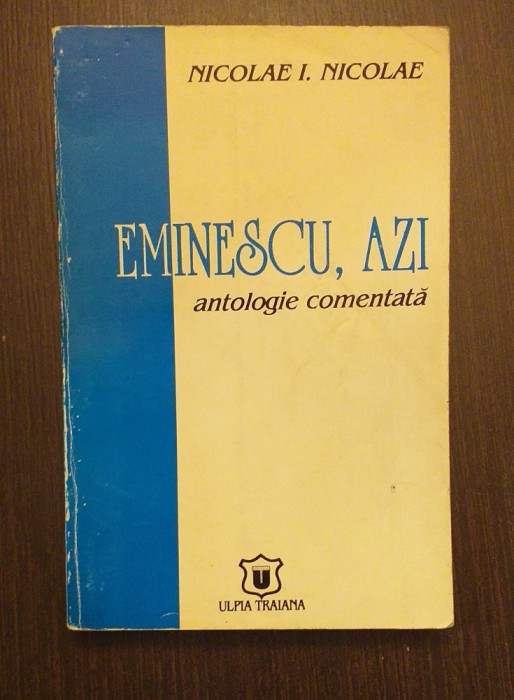 NICOLAE I. NICOLAE
EMINESCU, AZI
antologie comentată
U
ULPIA TRAIANA